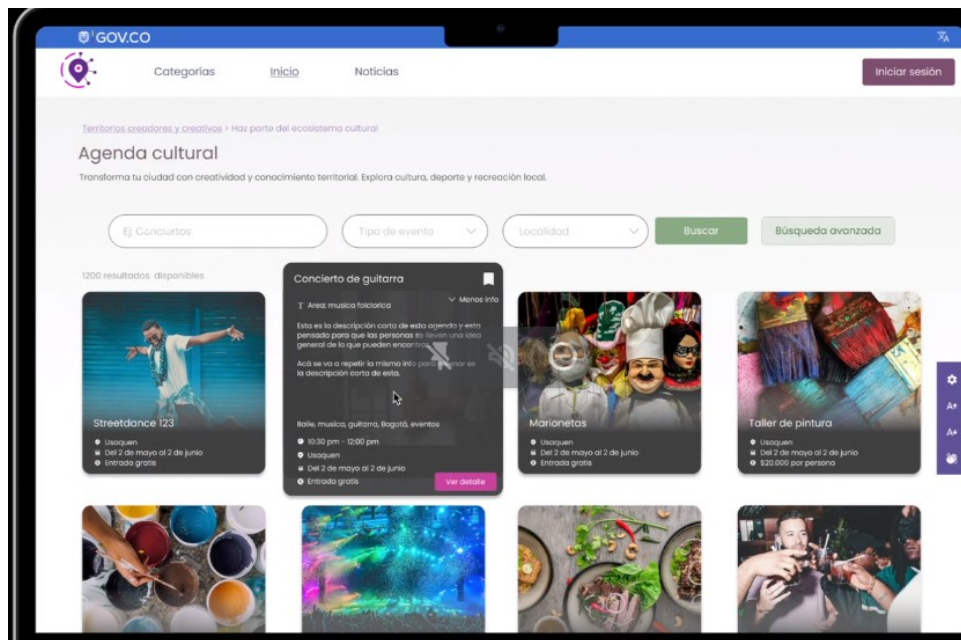 GOV.CO
Categorías
Inicio
Noticias
Iniciar sesión
Territorios creadores y creativos > Haz parte del ecosistema cultural
Agenda cultural
Transforma tu ciudad con creatividad y conocimiento territorial. Explora cultura, deporte y recreación local.
Ej: Conciertos
Tipo de evento
Localidad
Buscar
Búsqueda avanzada
1200 resultados disponibles
Concierto de guitarra
Menos info
Area: musica folclorica
Esta es la descripción corta de esta agenda y esta
pensado para que las personas se lleven una idea
general de lo que pueden encontrar.
Acá se va a repetir la misma info para
la descripción corta de esta.
Baile, musica, guitarra, Bogotá, eventos
10:30 pm - 12:00 pm
Usaquen
Del 2 de mayo al 2 de junio
Entrada gratis
Ver detalle
Streetdance 123
Usaquen
Del 2 de mayo al 2 de junio
Entrada gratis
Marionetas
Usaquen
Del 2 de mayo al 2 de junio
Entrada gratis
Taller de pintura
Usaquen
Del 2 de mayo al 2 de junio
$20.000 por persona